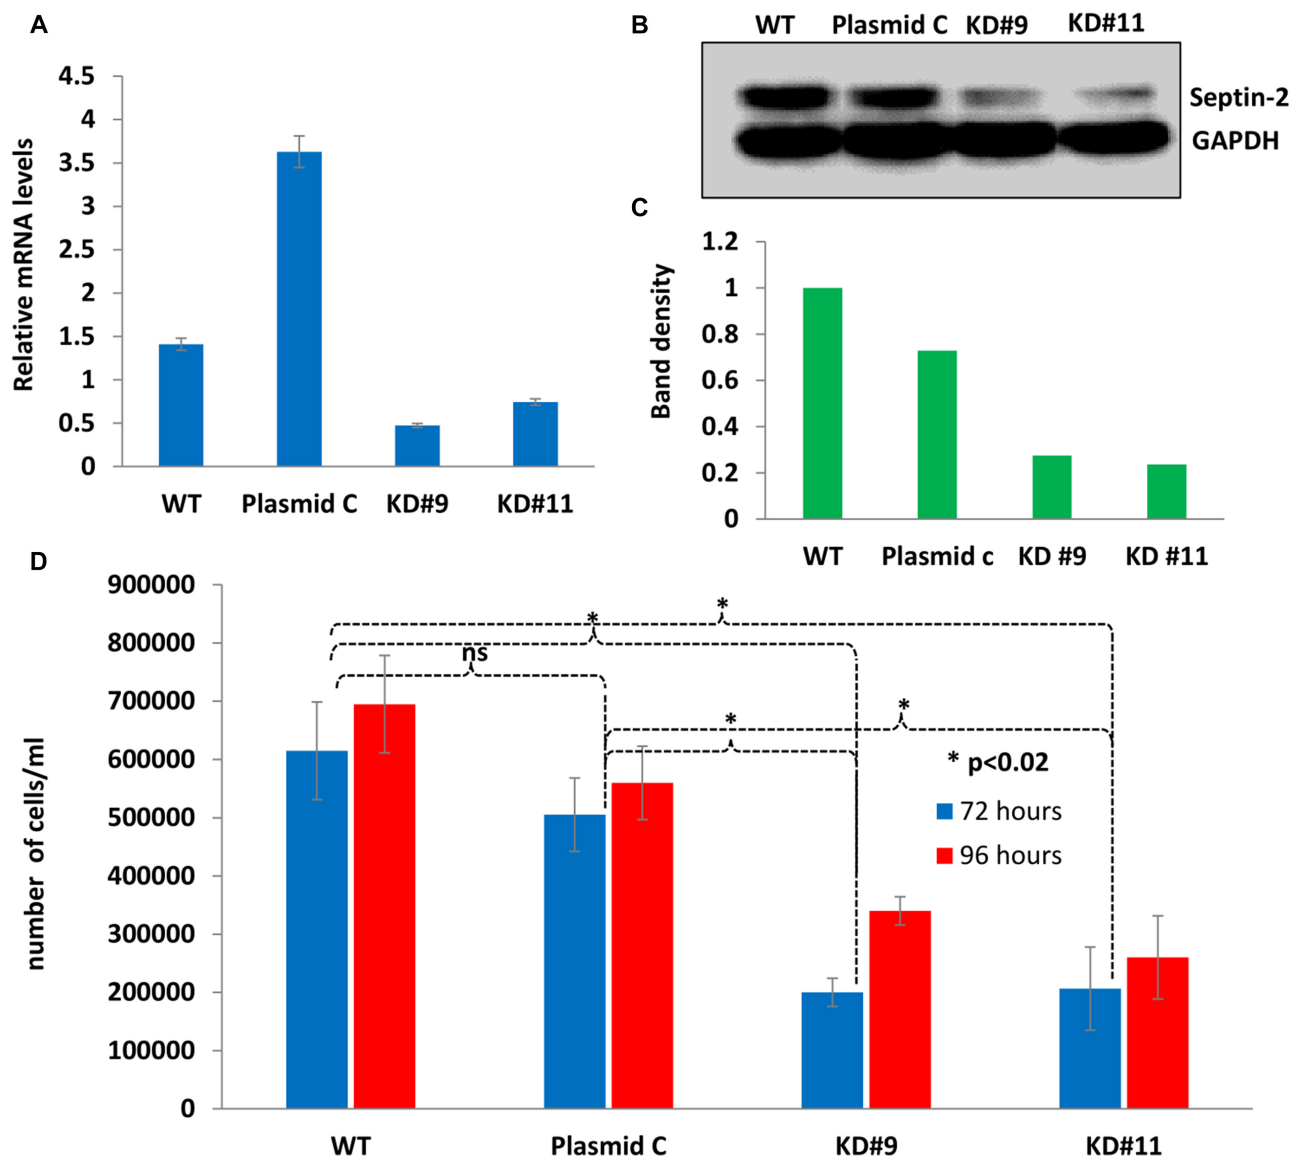 A
Relative mRNA levels
4.5
4
3.5
3
2.5
2
1.5
1
0.5
0
WT Plasmid C KD#9 KD#11
B
WT Plasmid C KD#9 KD#11
Septin-2
GAPDH
C
Band density
1.2
1
0.8
0.6
0.4
0.2
0
WT Plasmid c KD #9 KD #11
D
number of cells/ml
900000
800000
700000
600000
500000
400000
300000
200000
100000
0
*
*
ns
*
*
* p<0.02
72 hours
96 hours
WT Plasmid C KD#9 KD#11